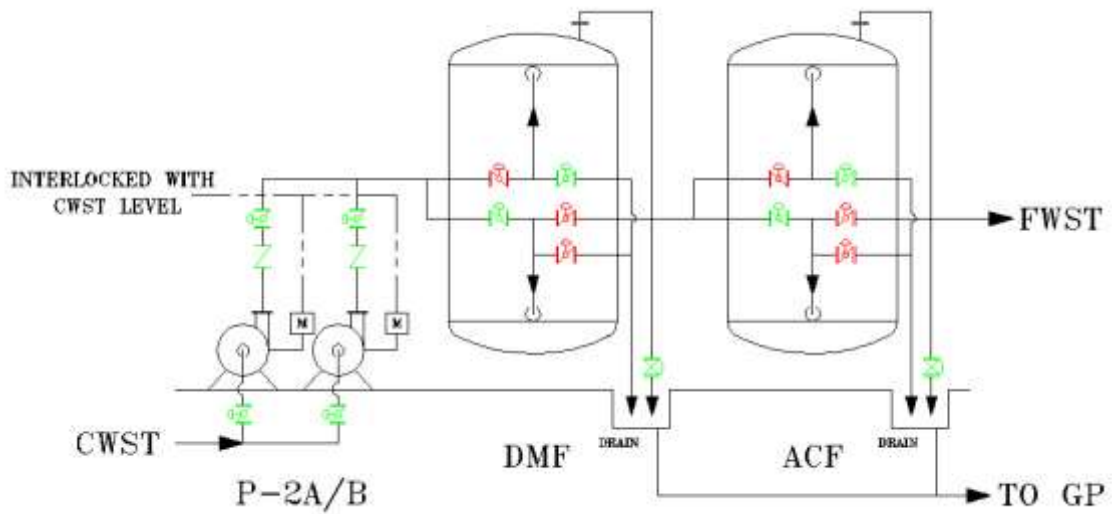 INTERLOCKED WITH
CWST LEVEL
FWST
M
M
CWST
DRAIN
DRAIN
DMF
ACF
P-2A/B
TO GP